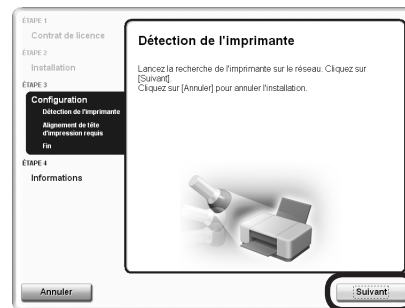 ÉTAPE 1
Contrat de licence
ÉTAPE 2
Installation
ÉTAPE 3
Configuration
Détection de l'imprimante
Alignement de tête
d'impression requis
Fin
ÉTAPE 4
Informations
Détection de l'imprimante
Lancez la recherche de l'imprimante sur le réseau. Cliquez sur
[Suivant].
Cliquez sur [Annuler] pour annuler l'installation.
Annuler
Suivant